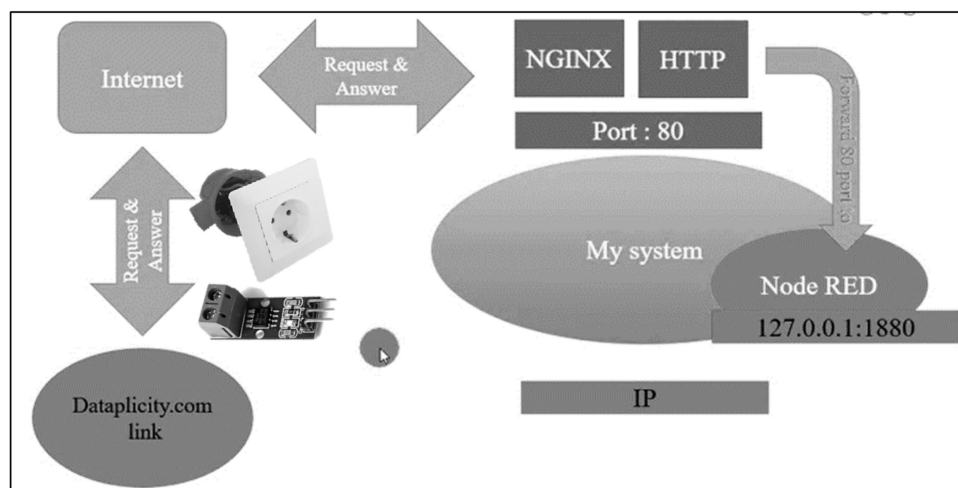 Internet
Request &
Answer
NGINX
HTTP
Port : 80
Forward 80 port to
Request &
Answer
My system
Node RED
127.0.0.1:1880
Dataplicity.com
link
IP